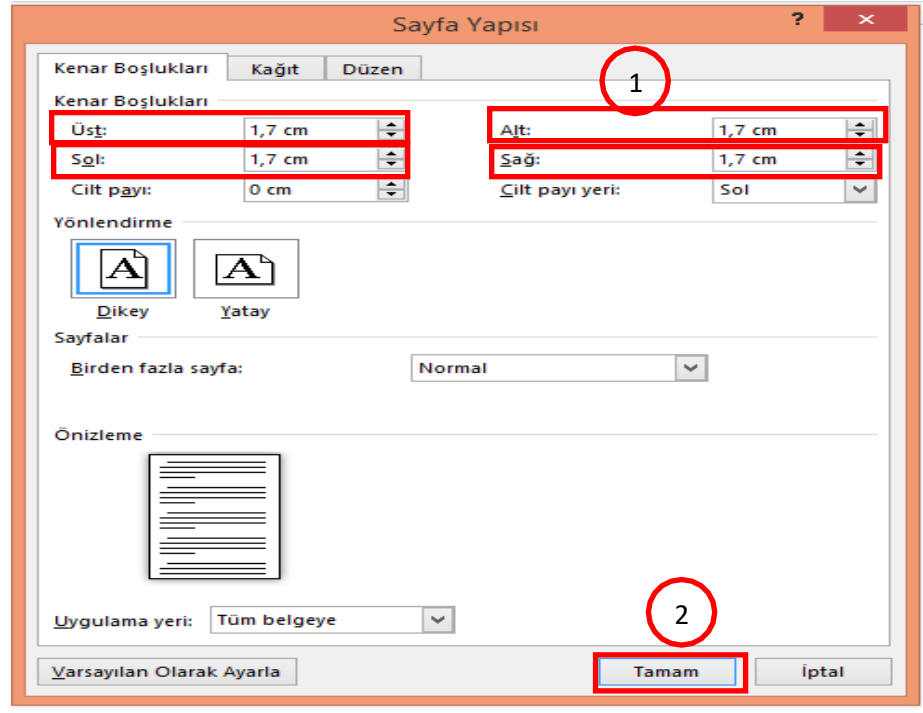 Sayfa Yapısı ? ×
Kenar Boşlukları Kağıt Düzen
1
Kenar Boşlukları
Üst: 1,7 cm Alt: 1,7 cm
Sol: 1,7 cm Sağ: 1,7 cm
Cilt payı: 0 cm Cilt payı yeri: Sol
Yönlendirme
A A
Dikey Yatay
Sayfalar
Birden fazla sayfa: Normal
Önizleme
2
Uygulama yeri: Tüm belgeye
Varsayılan Olarak Ayarla Tamam İptal